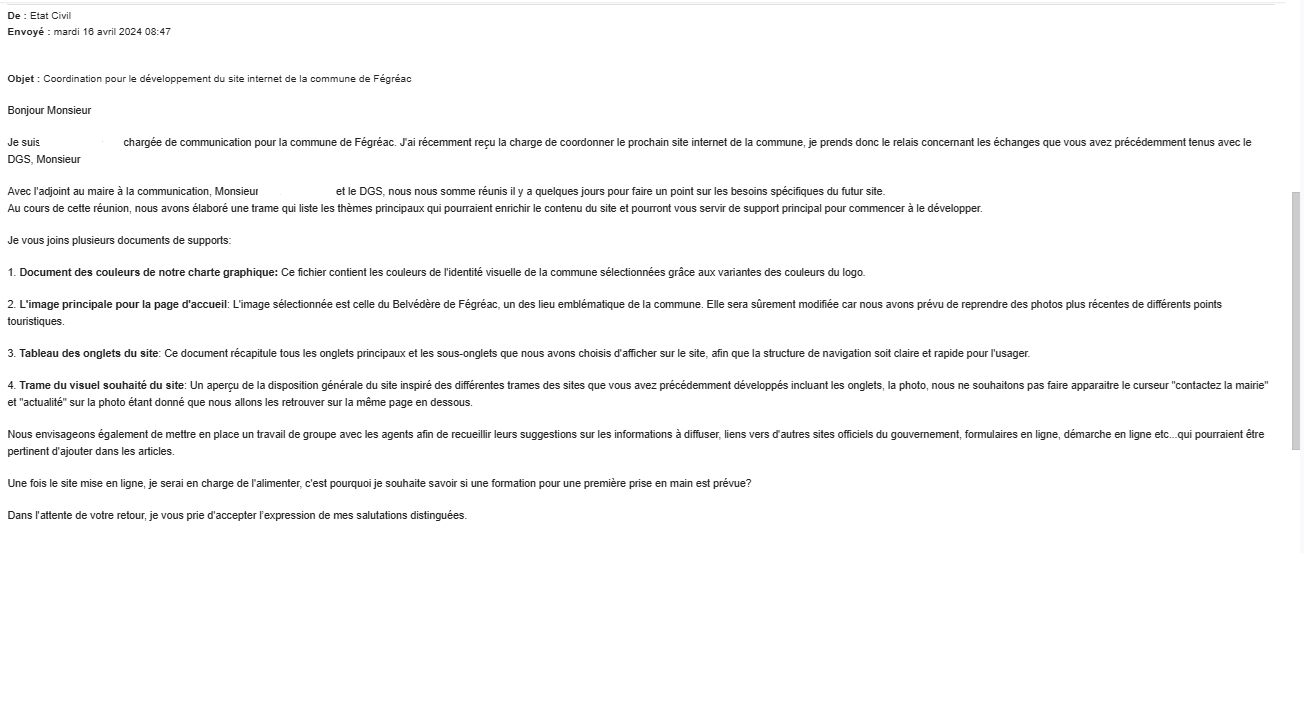 De : Etat Civil
Envoyé : mardi 16 avril 2024 08:47
Objet : Coordination pour le développement du site internet de la commune de Fégréac
Bonjour Monsieur
Je suis chargée de communication pour la commune de Fégréac. J'ai récemment reçu la charge de coordonner le prochain site internet de la commune, je prends donc le relais concernant les échanges que vous avez précédemment tenus avec le
DGS, Monsieur
Avec l'adjoint au maire à la communication, Monsieur et le DGS, nous nous somme réunis il y a quelques jours pour faire un point sur les besoins spécifiques du futur site.
Au cours de cette réunion, nous avons élaboré une trame qui liste les thèmes principaux qui pourraient enrichir le contenu du site et pourront vous servir de support principal pour commencer à le développer.
Je vous joins plusieurs documents de supports:
1. Document des couleurs de notre charte graphique: Ce fichier contient les couleurs de l'identité visuelle de la commune sélectionnées grâce aux variantes des couleurs du logo.
2. L'image principale pour la page d'accueil: L'image sélectionnée est celle du Belvédère de Fégréac, un des lieu emblématique de la commune. Elle sera sûrement modifiée car nous avons prévu de reprendre des photos plus récentes de différents points
touristiques.
3. Tableau des onglets du site: Ce document récapitule tous les onglets principaux et les sous-onglets que nous avons choisis d'afficher sur le site, afin que la structure de navigation soit claire et rapide pour l'usager.
4. Trame du visuel souhaité du site: Un aperçu de la disposition générale du site inspiré des différentes trames des sites que vous avez précédemment développés incluant les onglets, la photo, nous ne souhaitons pas faire apparaitre le curseur "contactez la mairie"
et "actualité" sur la photo étant donné que nous allons les retrouver sur la même page en dessous.
Nous envisageons également de mettre en place un travail de groupe avec les agents afin de recueillir leurs suggestions sur les informations à diffuser, liens vers d'autres sites officiels du gouvernement, formulaires en ligne, démarche en ligne etc...qui pourraient être
pertinent d'ajouter dans les articles.
Une fois le site mise en ligne, je serai en charge de l'alimenter, c'est pourquoi je souhaite savoir si une formation pour une première prise en main est prévue?
Dans l'attente de votre retour, je vous prie d'accepter l'expression de mes salutations distinguées.